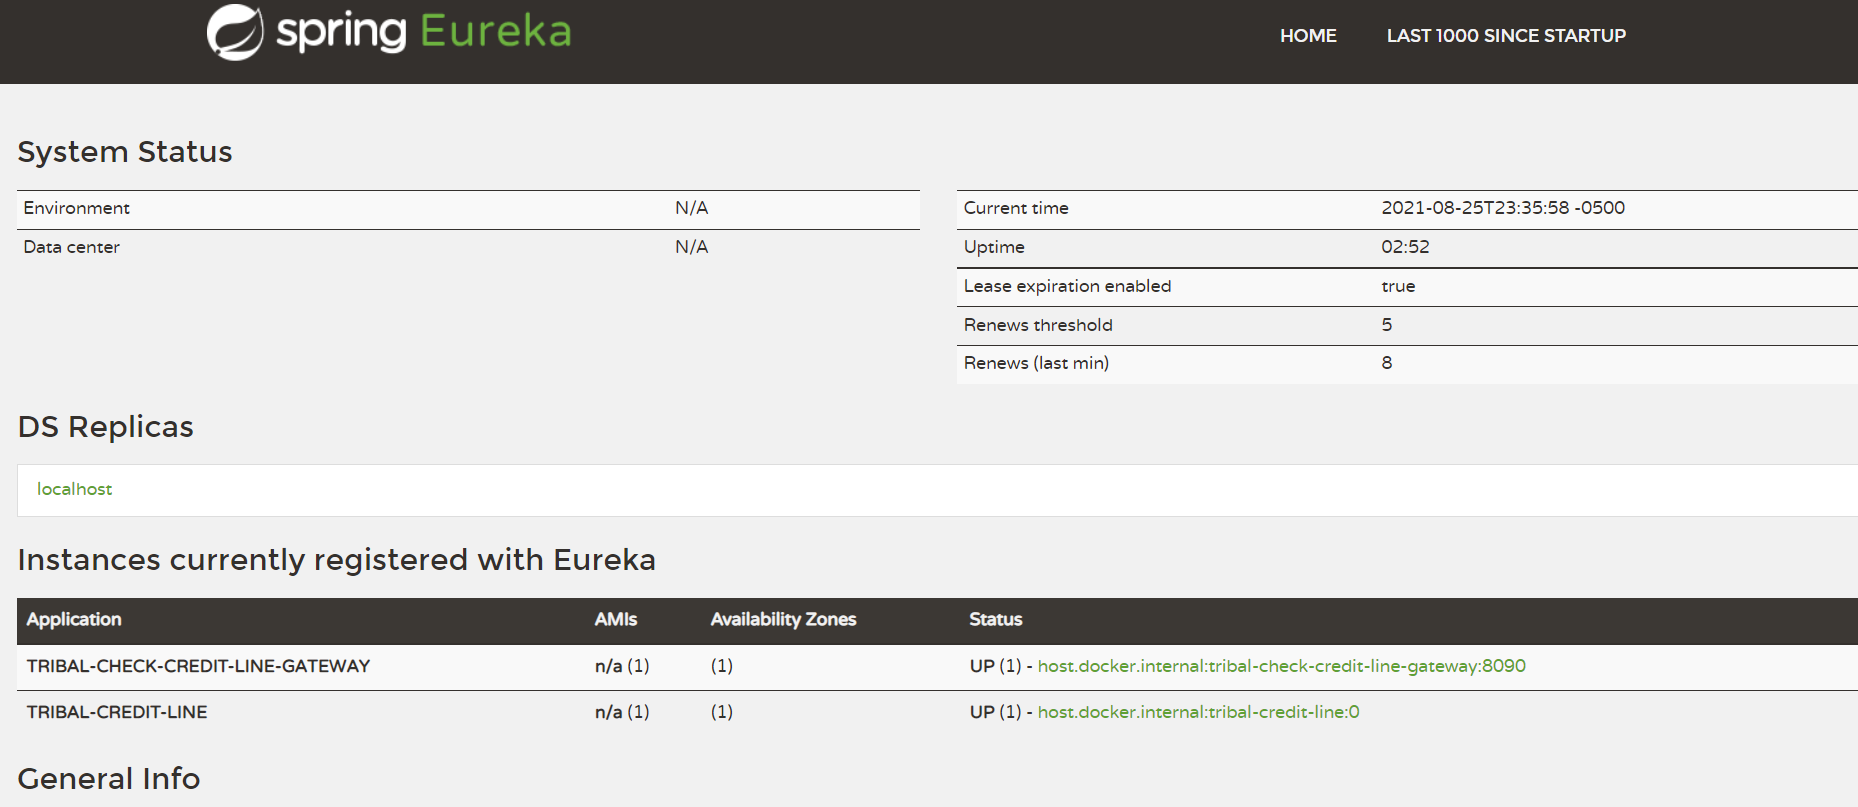 spring Eureka
HOME LAST 1000 SINCE STARTUP
System Status
Environment N/A
Data center N/A
Current time 2021-08-25T23:35:58 -0500
Uptime 02:52
Lease expiration enabled true
Renews threshold 5
Renews (last min) 8
DS Replicas
localhost
Instances currently registered with Eureka
Application AMIs Availability Zones Status
TRIBAL-CHECK-CREDIT-LINE-GATEWAY n/a (1) (1) UP (1) - host.docker.internal:tribal-check-credit-line-gateway:8090
TRIBAL-CREDIT-LINE n/a (1) (1) UP (1) - host.docker.internal:tribal-credit-line:0
General Info